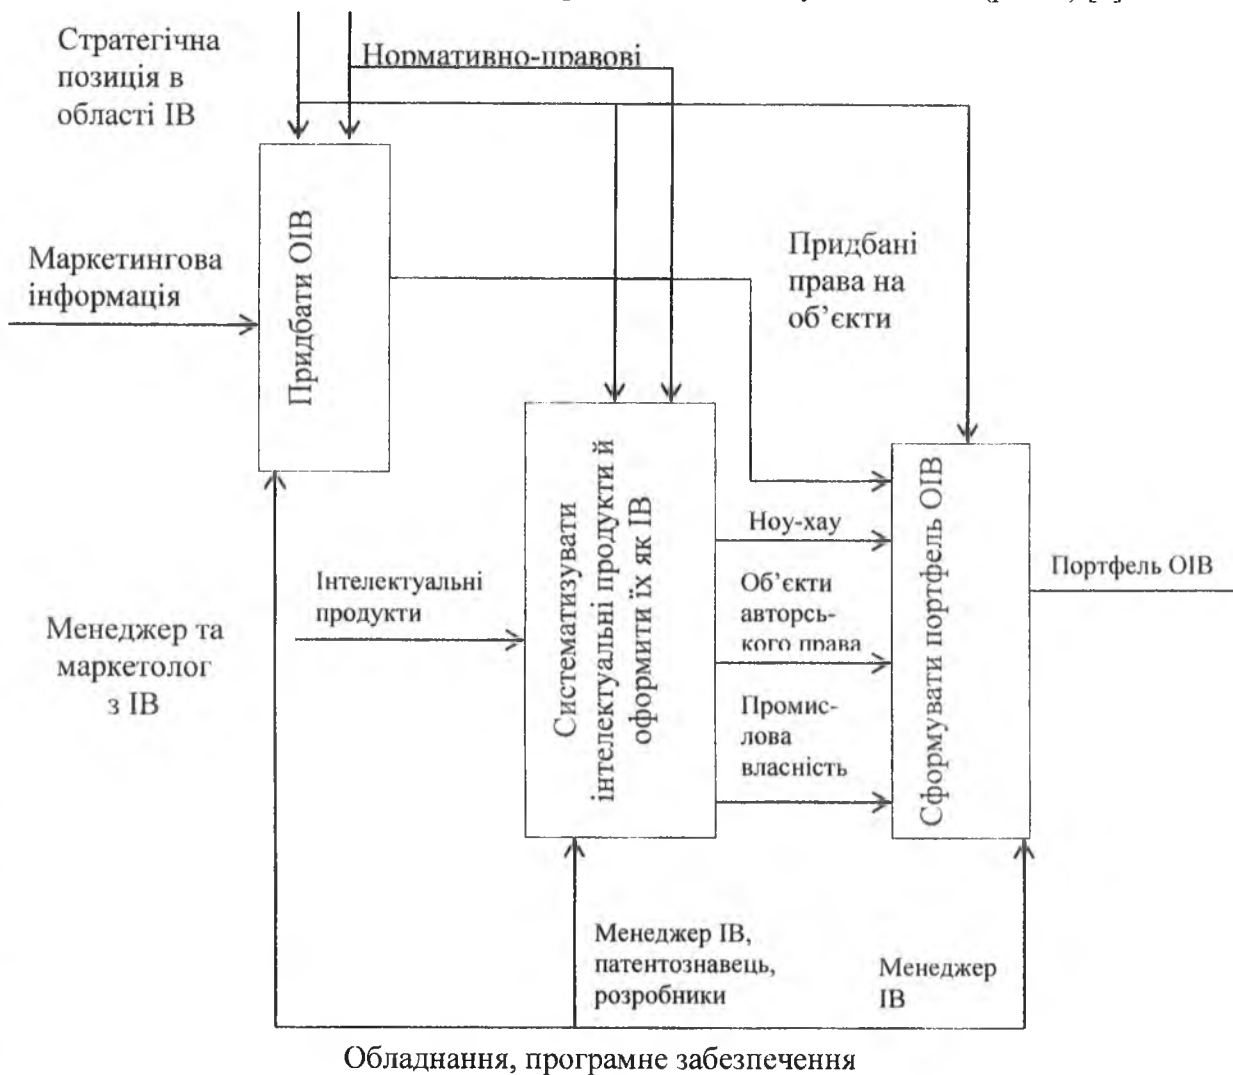 Стратегічна
позиція в
області ІВ
Нормативно-правові
Маркетингова
інформація
Придбати ОІВ
Придбані
права на
об’єкти
Систематизувати
інтелектуальні продукти й
оформити їх як ІВ
Інтелектуальні
продукти
Ноу-хау
Об’єкти
авторсь-
кого права
Промис-
лова
власність
Сформувати портфель ОІВ
Портфель ОІВ
Менеджер та
маркетолог
з ІВ
Менеджер ІВ,
патентознавець,
розробники
Менеджер
ІВ
Обладнання, програмне забезпечення